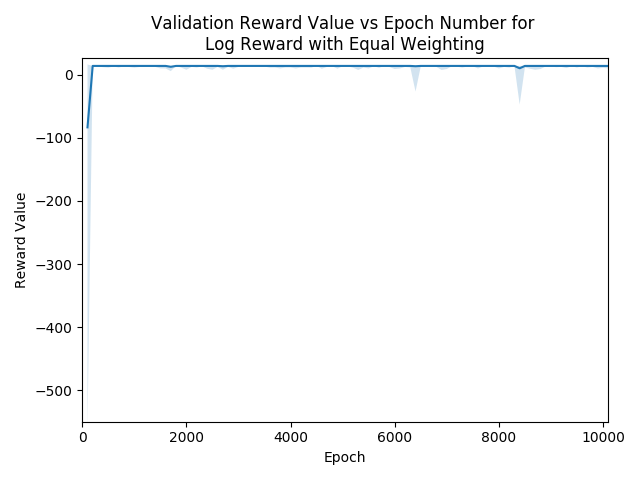 Validation Reward Value vs Epoch Number for
Log Reward with Equal Weighting
Reward Value
0
−100
−200
−300
−400
−500
0 2000 4000 6000 8000 10000
Epoch